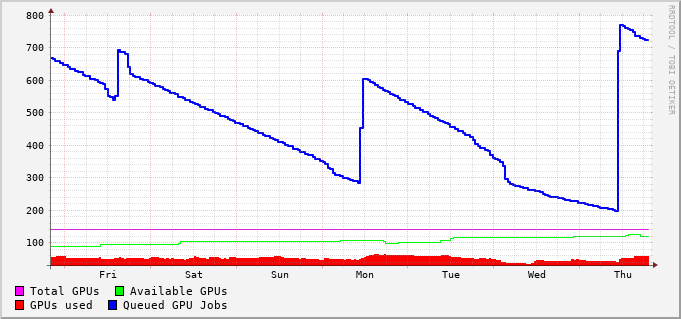 800
700
600
500
400
300
200
100
Fri Sat Sun Mon Tue Wed Thu
Total GPUs Available GPUs
GPUs used Queued GPU Jobs
RRDTOOL / TOBI OETIKER